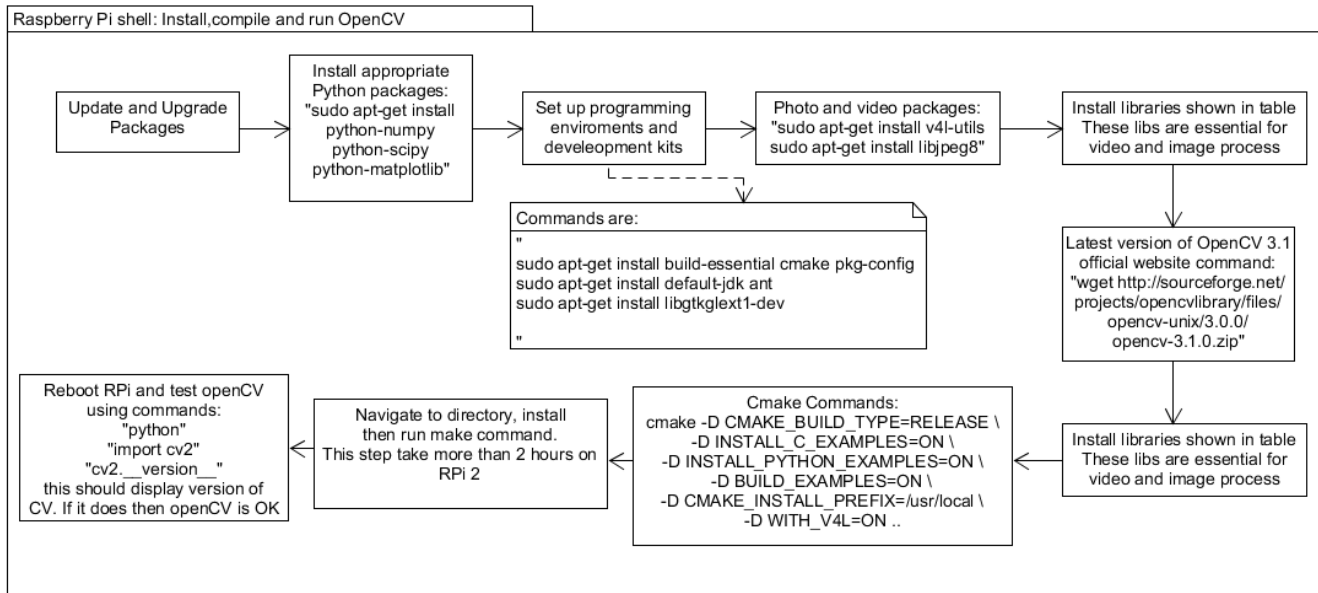 Raspberry Pi shell: Install,compile and run OpenCV
Update and Upgrade
Packages
Install appropriate
Python packages:
"sudo apt-get install
python-numpy
python-scipy
python-matplotlib"
Set up programming
enviroments and
develeopment kits
Photo and video packages:
"sudo apt-get install v4l-utils
sudo apt-get install libjpeg8"
Install libraries shown in table
These libs are essential for
video and image process
Commands are:
"
sudo apt-get install build-essential cmake pkg-config
sudo apt-get install default-jdk ant
sudo apt-get install libgtkglext1-dev
"
Latest version of OpenCV 3.1
official website command:
"wget http://sourceforge.net/
projects/opencvlibrary/files/
opencv-unix/3.0.0/
opencv-3.1.0.zip"
Install libraries shown in table
These libs are essential for
video and image process
Cmake Commands:
cmake -D CMAKE_BUILD_TYPE=RELEASE \
-D INSTALL_C_EXAMPLES=ON \
-D INSTALL_PYTHON_EXAMPLES=ON \
-D BUILD_EXAMPLES=ON \
-D CMAKE_INSTALL_PREFIX=/usr/local \
-D WITH_V4L=ON ..
Navigate to directory, install
then run make command.
This step take more than 2 hours on
RPi 2
Reboot RPi and test openCV
using commands:
"python"
"import cv2"
"cv2.__version__"
this should display version of
CV. If it does then openCV is OK